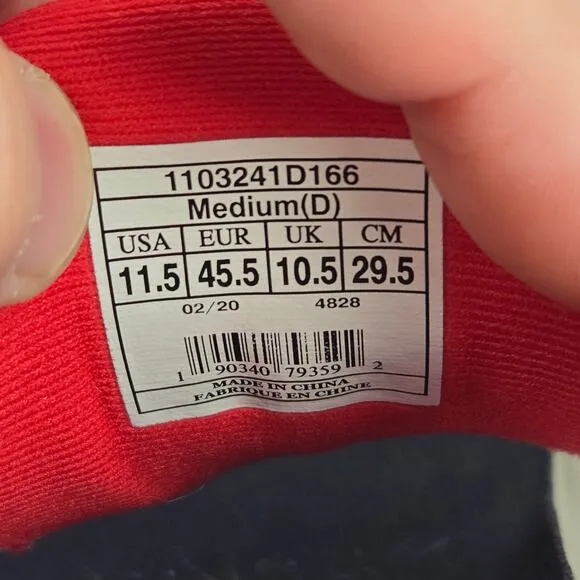 1103241D166
Medium(D)
USA EUR UK CM
11.5 45.5 10.5 29.5
02/20 4828
1 90340 79359 2
MADE IN CHINA
FABRIQUE EN CHINE